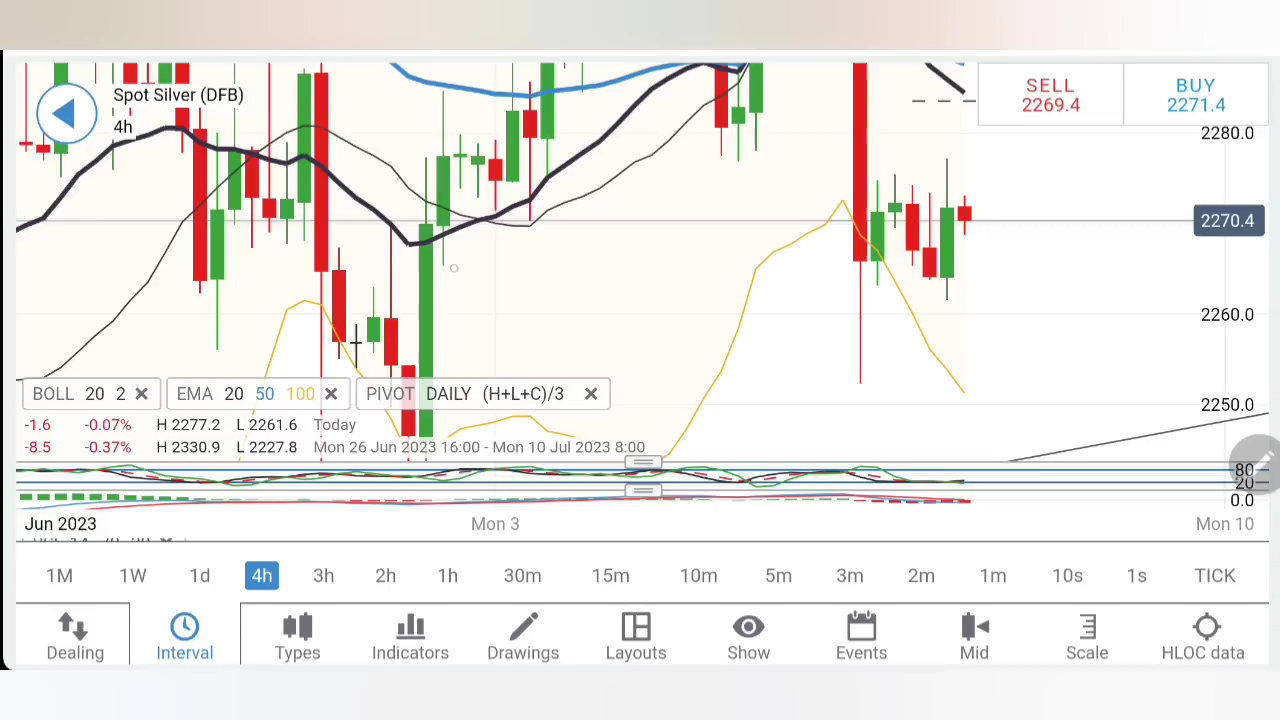 Spot Silver (DFB)
4h
SELL
2269.4
BUY
2271.4
2280.0
2270.4
2260.0
2250.0
BOLL 20 2
EMA 20 50 100
PIVOT DAILY (H+L+C)/3
-1.6 -0.07% H 2277.2 L 2261.6 Today
-8.5 -0.37% H 2330.9 L 2227.8 Mon 26 Jun 2023 16:00 - Mon 10 Jul 2023 8:00
80
20
0.0
Jun 2023 Mon 3 Mon 10
1M 1W 1d 4h 3h 2h 1h 30m 15m 10m 5m 3m 2m 1m 10s 1s TICK
Dealing Interval Types Indicators Drawings Layouts Show Events Mid Scale HLOC data